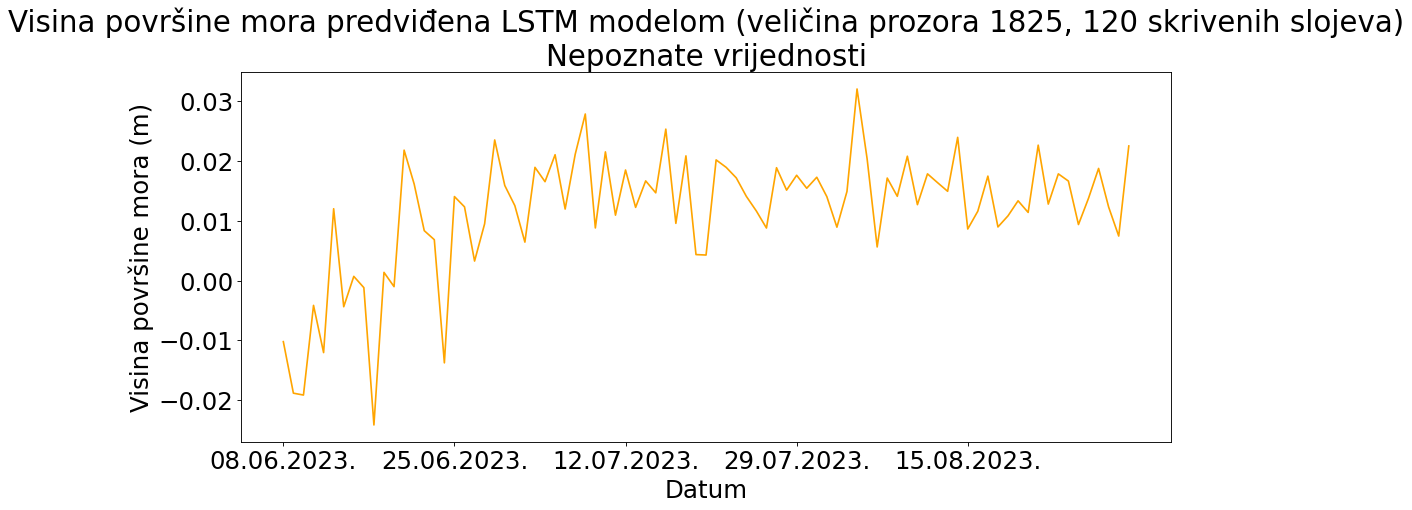 Visina površine mora predviđena LSTM modelom (veličina prozora 1825, 120 skrivenih slojeva)
Nepoznate vrijednosti
Visina površine mora (m)
0.03
0.02
0.01
0.00
−0.01
−0.02
08.06.2023. 25.06.2023. 12.07.2023. 29.07.2023. 15.08.2023.
Datum